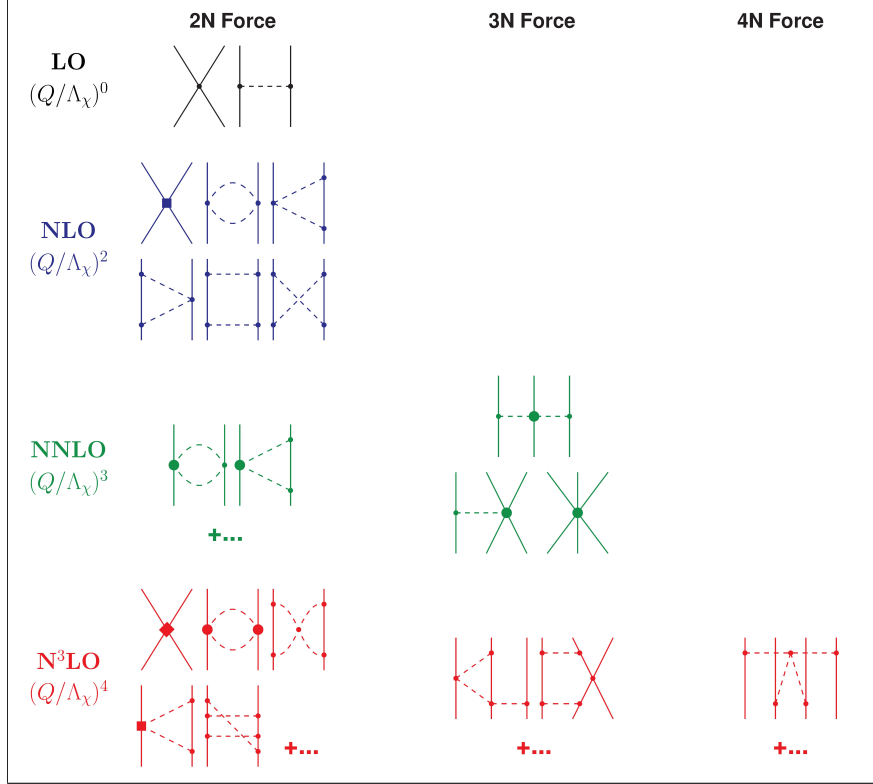 2N Force 3N Force 4N Force
LO
(Q/Λχ)⁰
NLO
(Q/Λχ)²
NNLO
(Q/Λχ)³
+...
N³LO
(Q/Λχ)⁴
+... +... +...